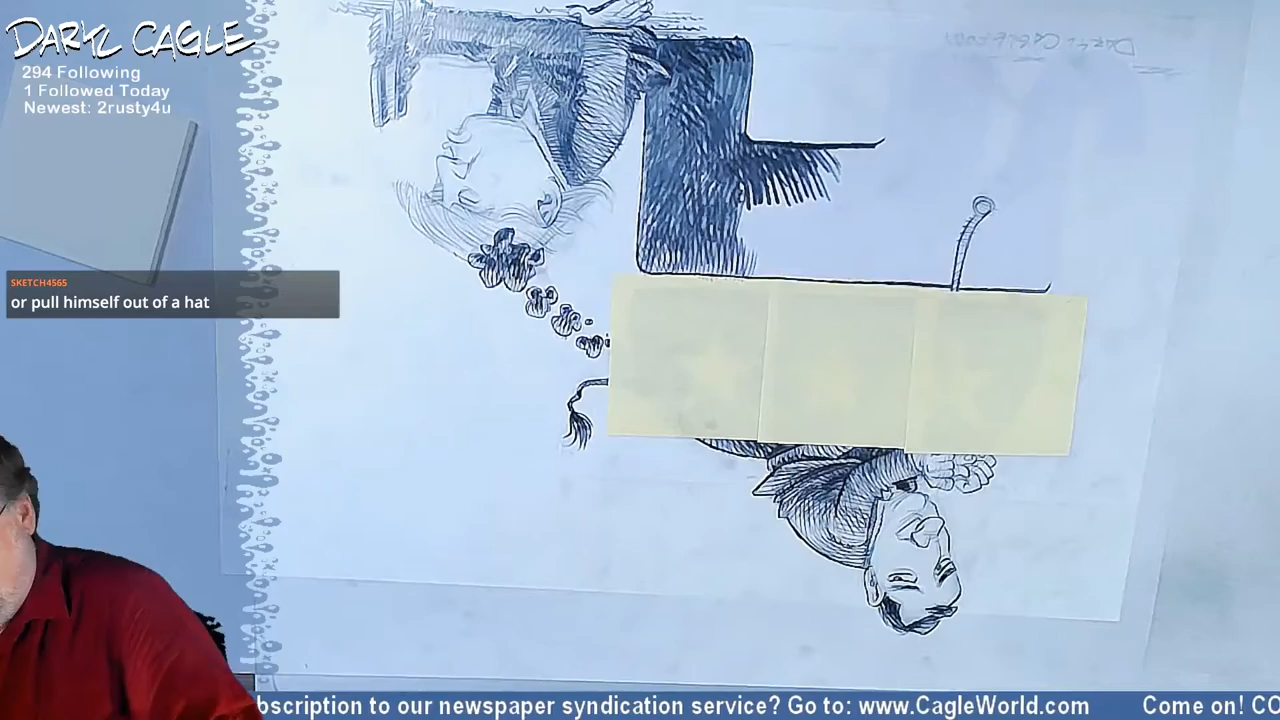 DARYL CAGLE
294 Following
1 Followed Today
Newest: 2rusty4u
SKETCH4565
or pull himself out of a hat
bscription to our newspaper syndication service? Go to: www.CagleWorld.com Come on! CO